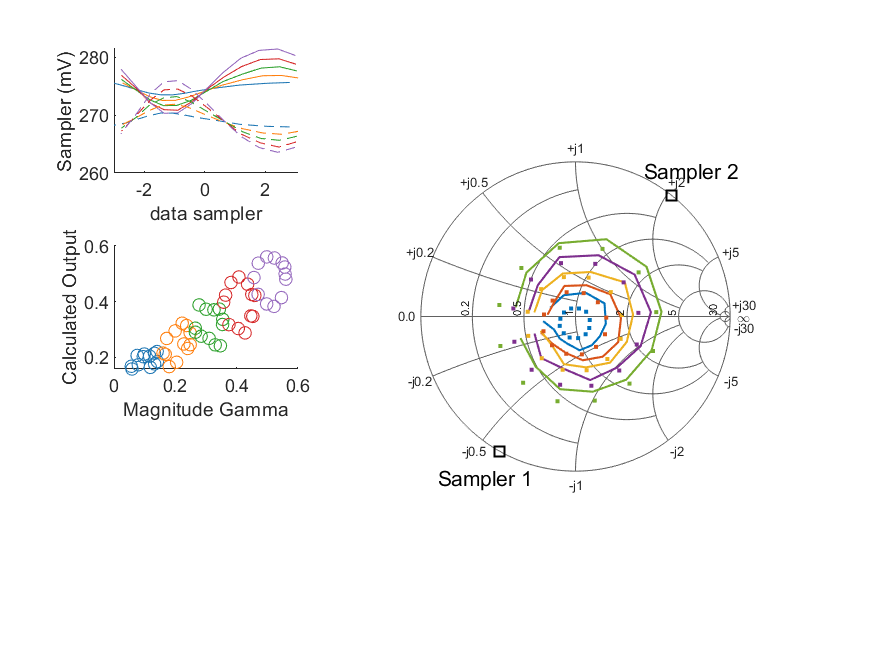 Sampler (mV)
280
270
260
-2
0
2
data sampler
Calculated Output
0.6
0.4
0.2
0
0.2
0.4
0.6
Magnitude Gamma
+j1
Sampler 2
+j2
+j0.5
+j0.2
+j5
0.0
0.2
0.5
1
2
5
30
+j30
∞
-j30
-j0.2
-j5
-j0.5
-j2
Sampler 1
-j1